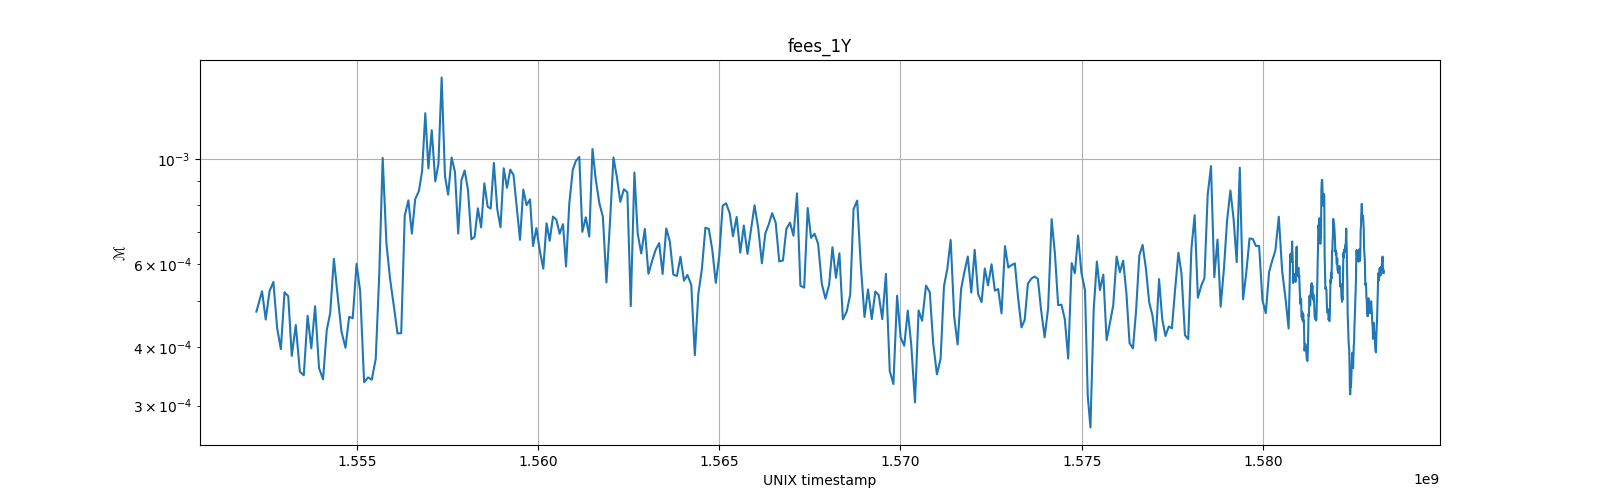 fees_1Y
ℳ
10⁻³
6 × 10⁻⁴
4 × 10⁻⁴
3 × 10⁻⁴
1.555 1.560 1.565 1.570 1.575 1.580
1e9
UNIX timestamp